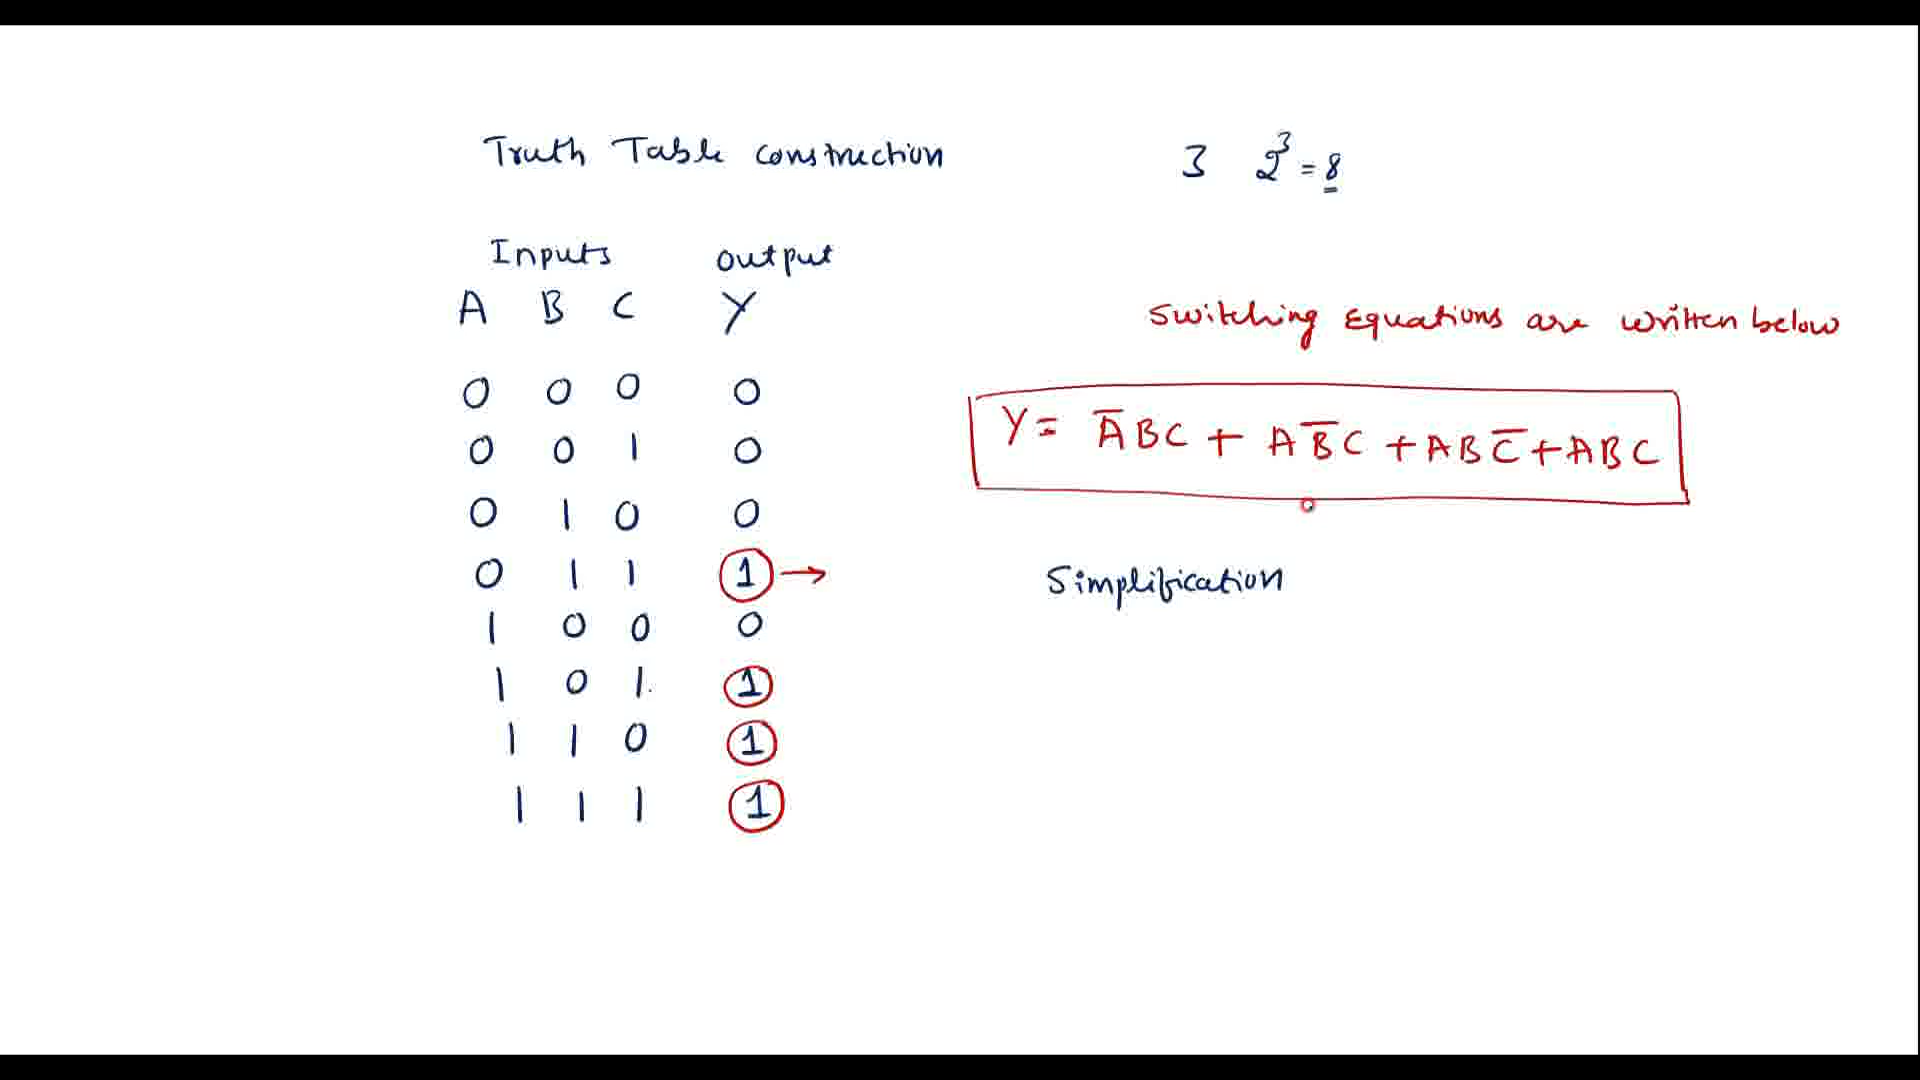 Truth Table construction
3 2³ = 8
Inputs output
A B C Y
0 0 0 0
0 0 1 0
0 1 0 0
0 1 1 1 →
1 0 0 0
1 0 1 1
1 1 0 1
1 1 1 1
Switching Equations are written below
Y = A̅BC + AB̅C + ABC̅ + ABC
Simplification